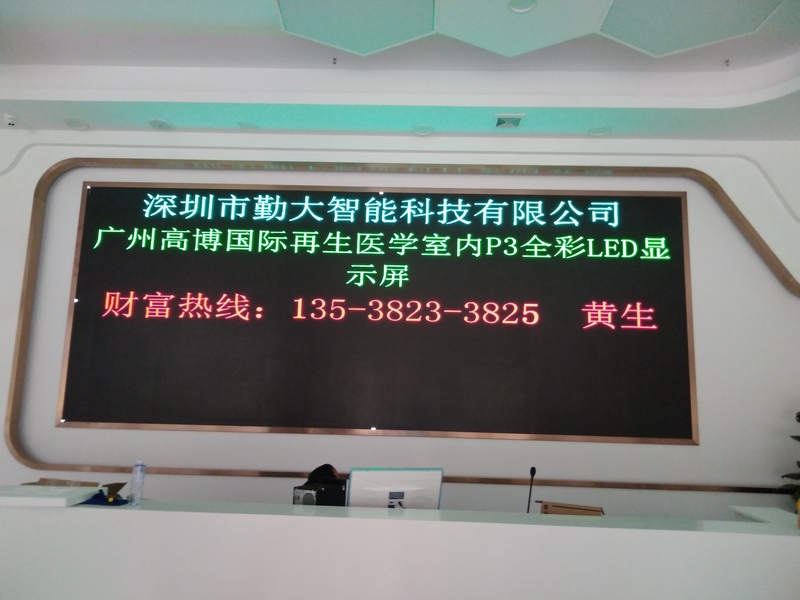 深圳市勤大智能科技有限公司
广州高博国际再生医学室内P3全彩LED显
示屏
财富热线：135-3823-3825 黄生